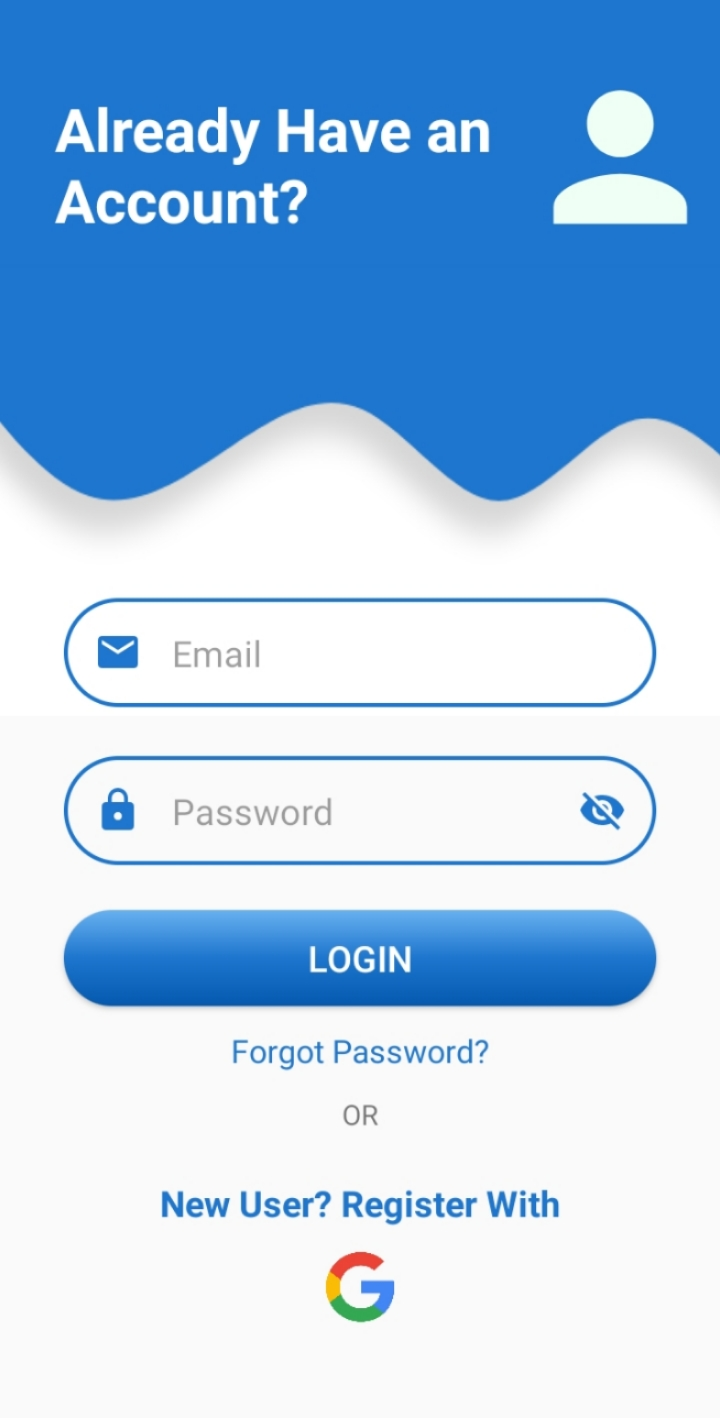 Already Have an
Account?
Email
Password
LOGIN
Forgot Password?
OR
New User? Register With